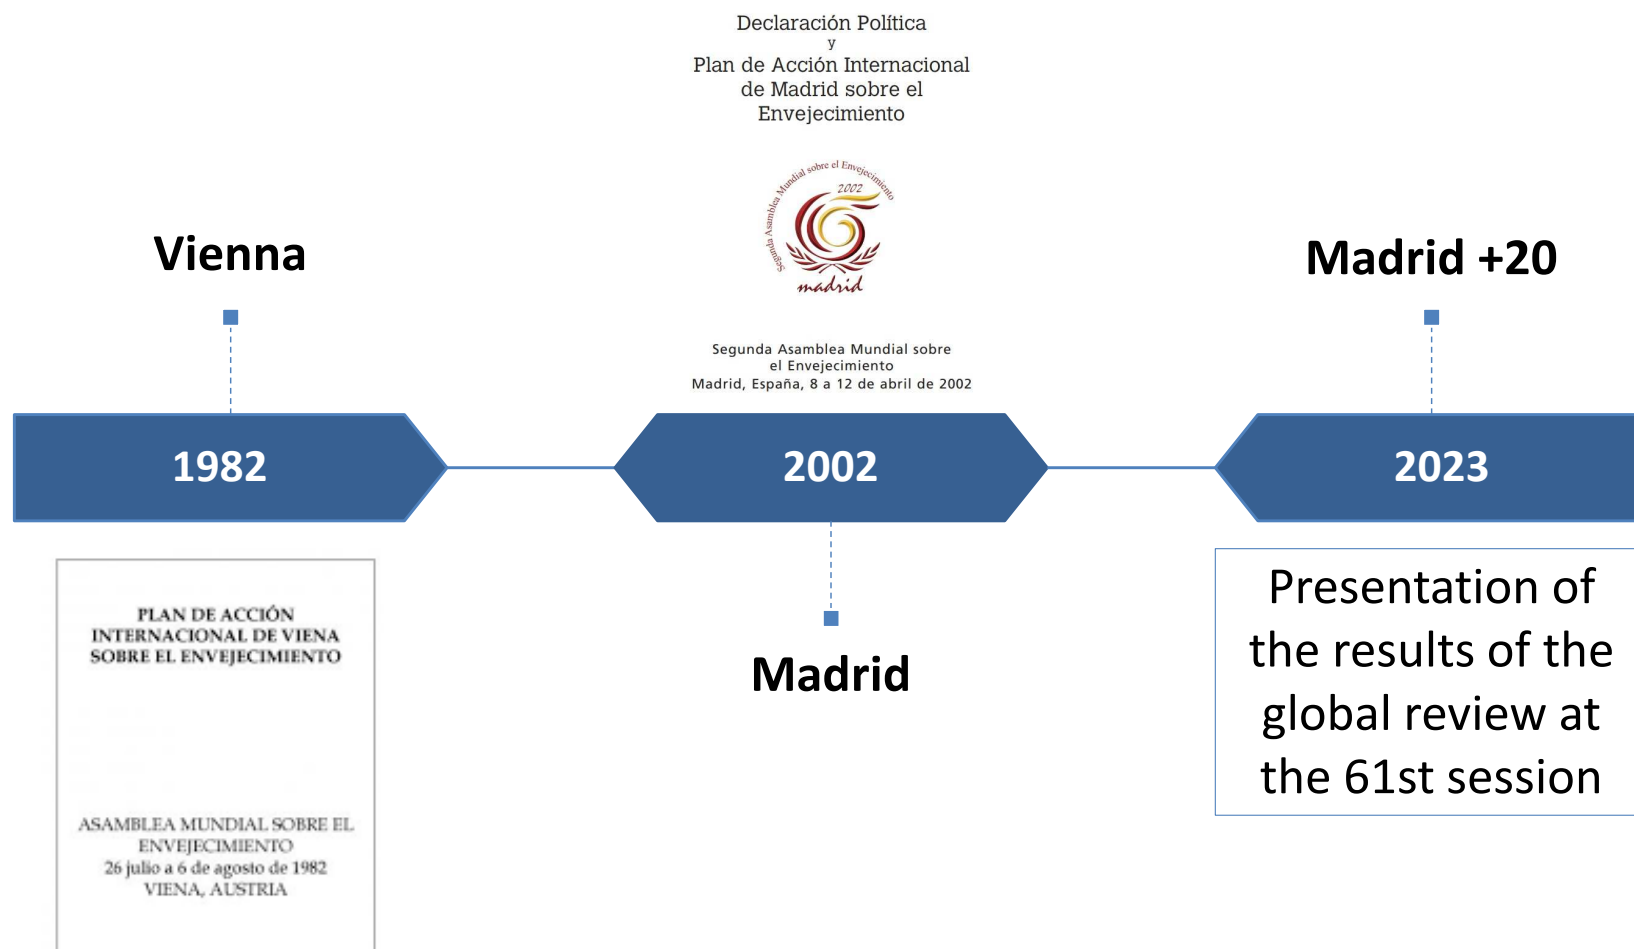 Declaración Política
y
Plan de Acción Internacional
de Madrid sobre el
Envejecimiento
Segunda Asamblea Mundial sobre el Envejecimiento
2002
madrid
Segunda Asamblea Mundial sobre
el Envejecimiento
Madrid, España, 8 a 12 de abril de 2002
Vienna
Madrid +20
1982
2002
2023
Madrid
PLAN DE ACCIÓN
INTERNACIONAL DE VIENA
SOBRE EL ENVEJECIMIENTO
ASAMBLEA MUNDIAL SOBRE EL
ENVEJECIMIENTO
26 julio a 6 de agosto de 1982
VIENA, AUSTRIA
Presentation of
the results of the
global review at
the 61st session